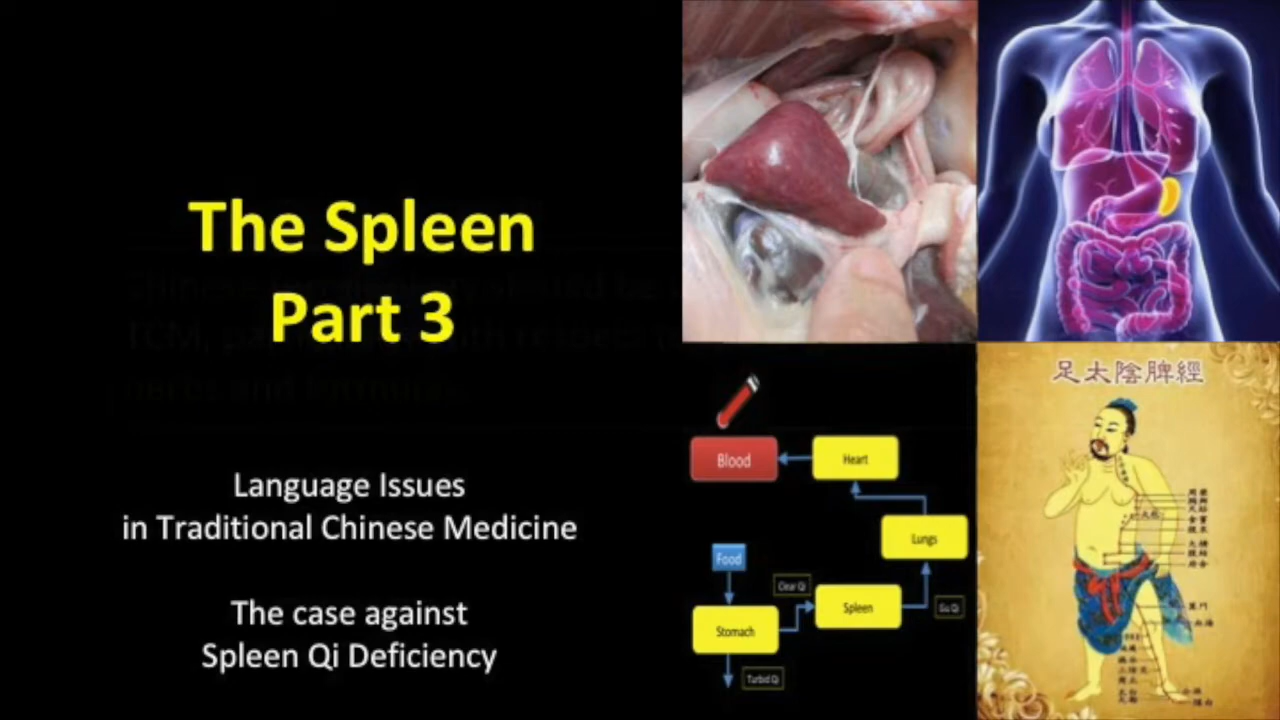 The Spleen
Part 3
Language Issues
in Traditional Chinese Medicine
The case against
Spleen Qi Deficiency
Blood
Heart
Lungs
Food
Clear Qi
Spleen
Gu Qi
Stomach
Turbid Qi
足太陰脾經